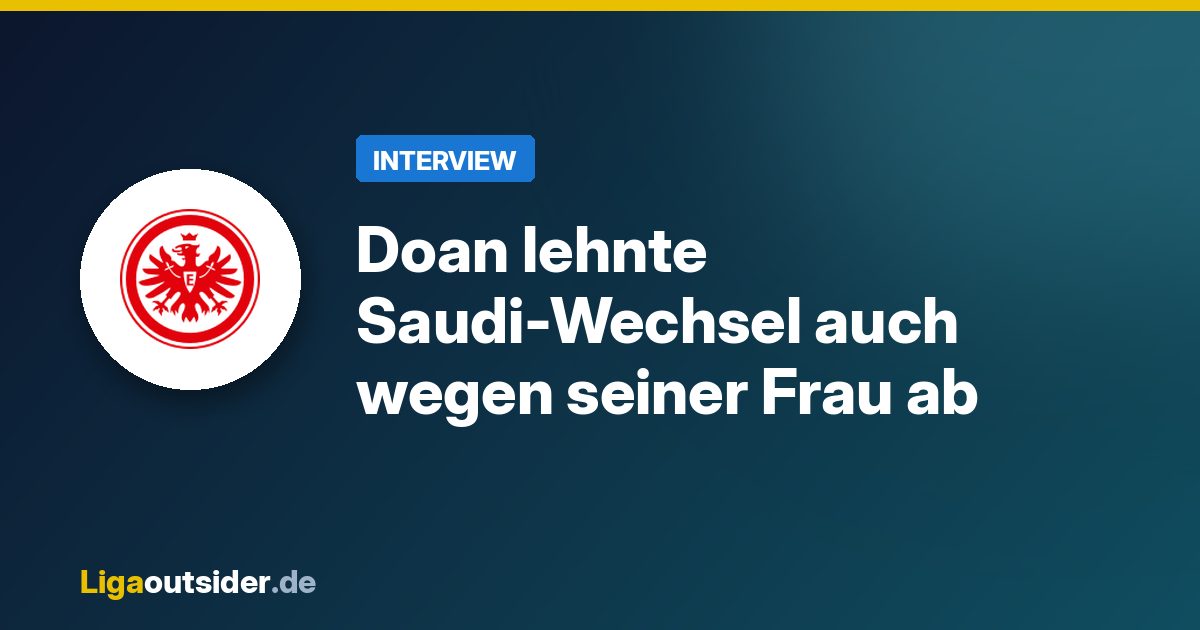 INTERVIEW
Doan lehnte
Saudi-Wechsel auch
wegen seiner Frau ab
E
Ligaoutsider.de